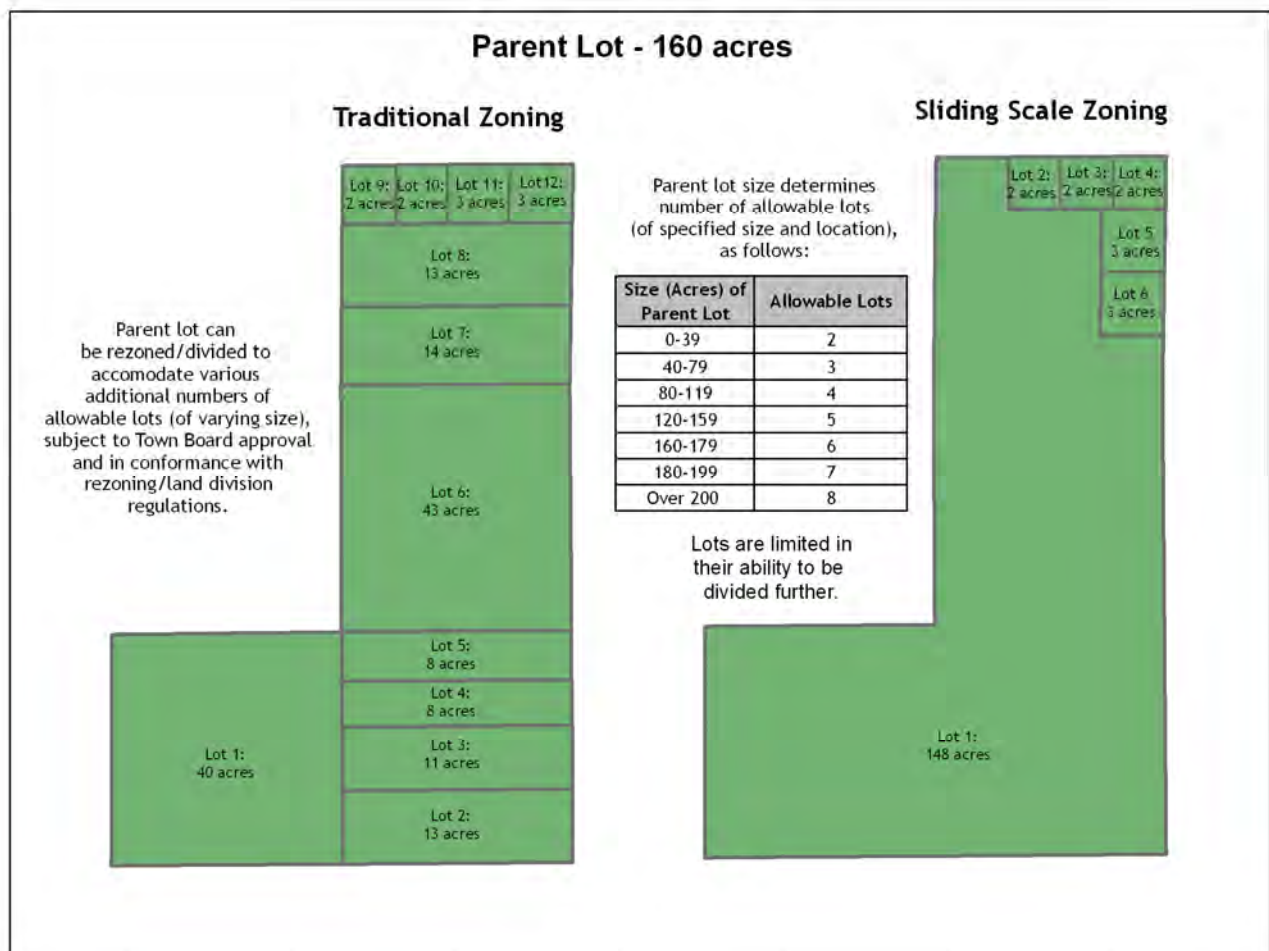 Parent Lot - 160 acres
Traditional Zoning
Parent lot can
be rezoned/divided to
accomodate various
additional numbers of
allowable lots (of varying size),
subject to Town Board approval
and in conformance with
rezoning/land division
regulations.
Lot 9:
2 acres
Lot 10:
2 acres
Lot 11:
3 acres
Lot12:
3 acres
Lot 8:
13 acres
Lot 7:
14 acres
Lot 6:
43 acres
Lot 5:
8 acres
Lot 4:
8 acres
Lot 3:
11 acres
Lot 2:
13 acres
Lot 1:
40 acres
Sliding Scale Zoning
Parent lot size determines
number of allowable lots
(of specified size and location),
as follows:
Size (Acres) of
Parent Lot
Allowable Lots
0-39 2
40-79 3
80-119 4
120-159 5
160-179 6
180-199 7
Over 200 8
Lots are limited in
their ability to be
divided further.
Lot 2:
2 acres
Lot 3:
2 acres
Lot 4:
2 acres
Lot 5
3 acres
Lot 6
3 acres
Lot 1:
148 acres